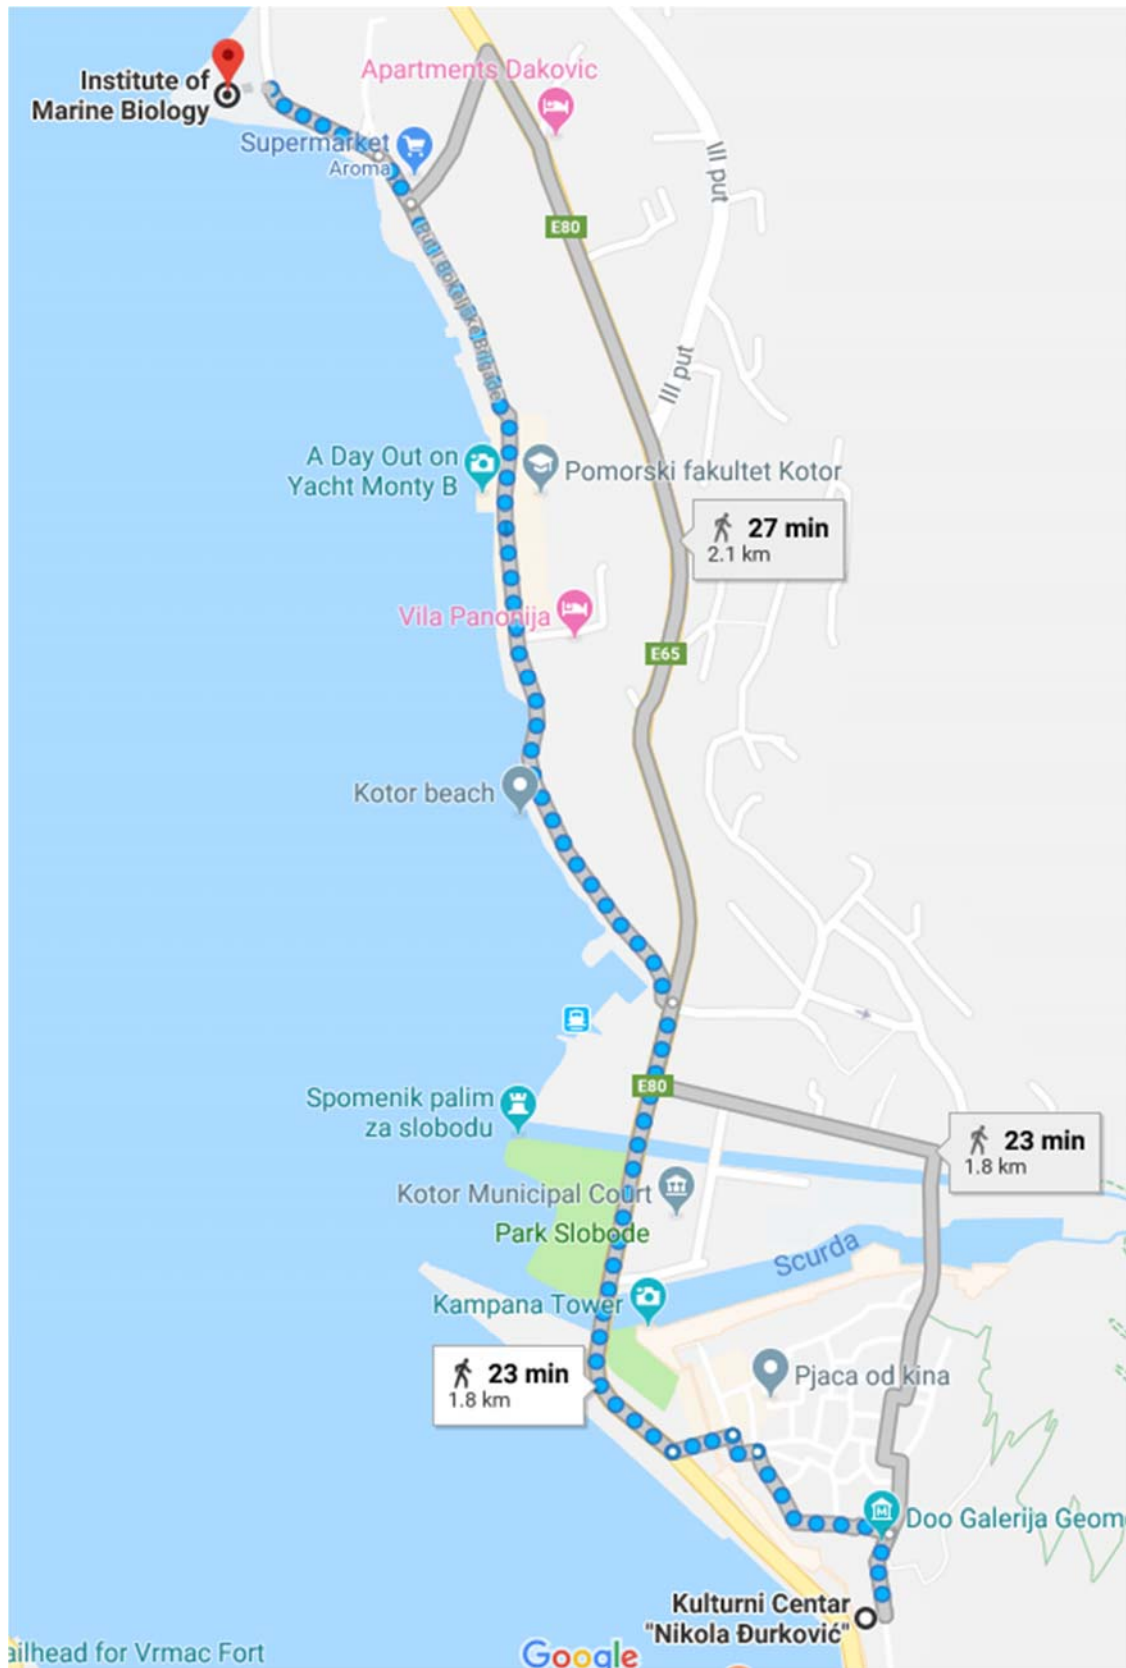 Institute of
Marine Biology
Apartments Dakovic
Supermarket
Aroma
III put
E80
Puti Bokeljske Brigade
III put
A Day Out on
Yacht Monty B
Pomorski fakultet Kotor
27 min
2.1 km
Vila Panonija
E65
Kotor beach
E80
Spomenik palim
za slobodu
23 min
1.8 km
Kotor Municipal Court
Park Slobode
Scurda
Kampana Tower
23 min
1.8 km
Pjaca od kina
Doo Galerija Geom
Kulturni Centar
"Nikola Đurković"
ailhead for Vrmac Fort
Google